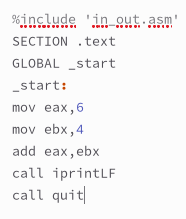 %include 'in_out.asm'
SECTION .text
GLOBAL _start
_start:
mov eax,6
mov ebx,4
add eax,ebx
call iprintLF
call quit